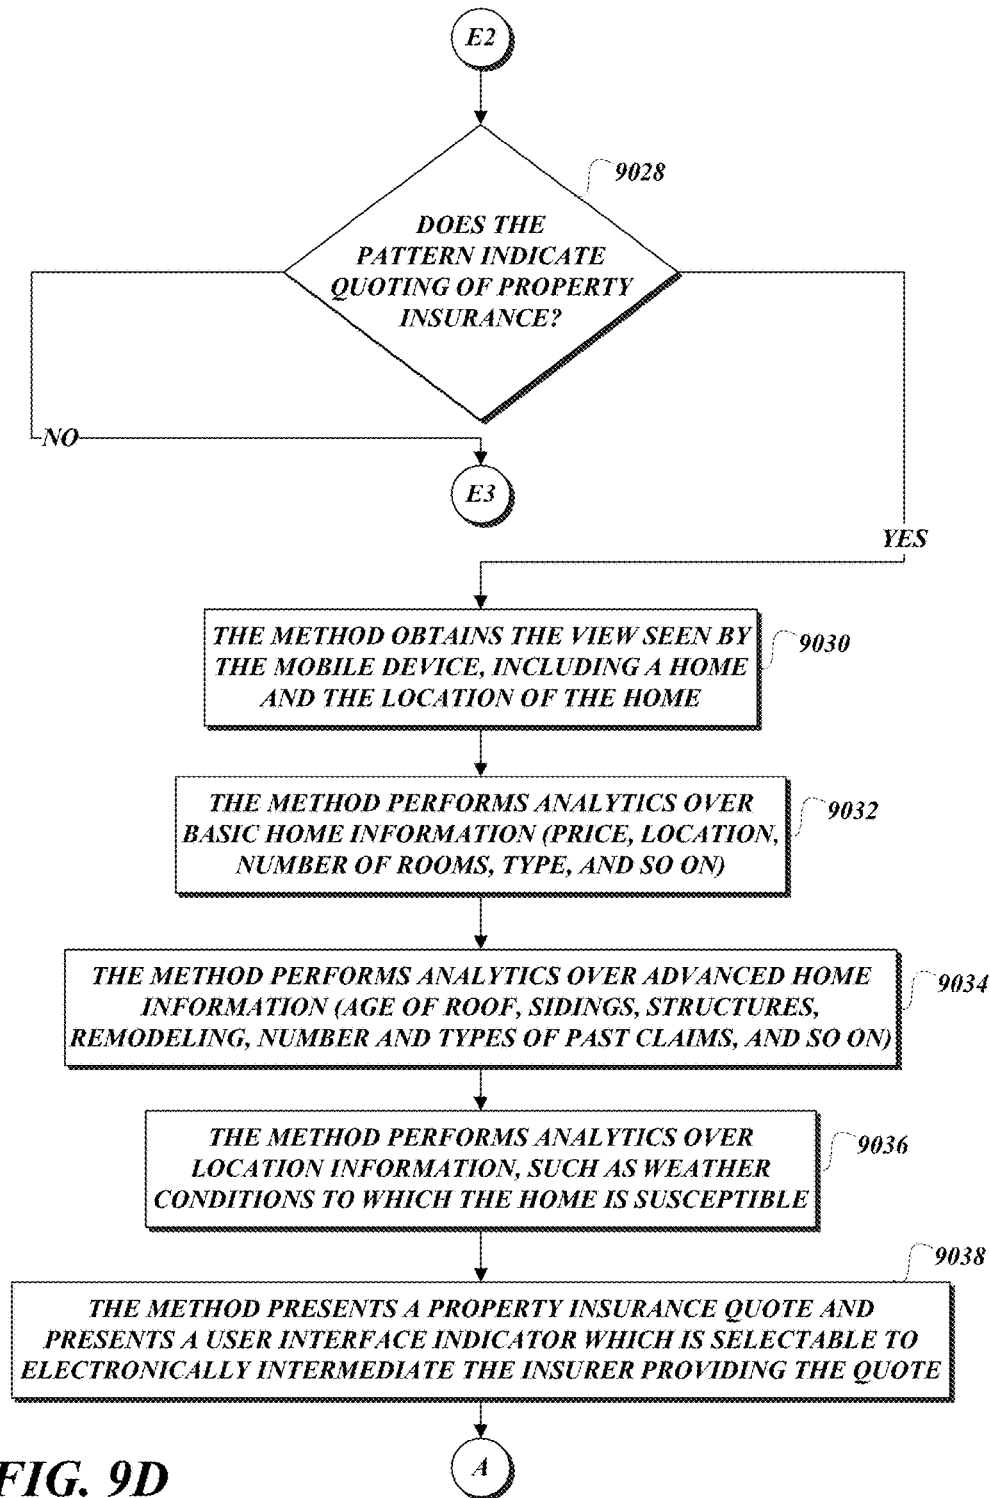 E2
9028
DOES THE
PATTERN INDICATE
QUOTING OF PROPERTY
INSURANCE?
NO
E3
YES
THE METHOD OBTAINS THE VIEW SEEN BY
THE MOBILE DEVICE, INCLUDING A HOME
AND THE LOCATION OF THE HOME
9030
THE METHOD PERFORMS ANALYTICS OVER
BASIC HOME INFORMATION (PRICE, LOCATION,
NUMBER OF ROOMS, TYPE, AND SO ON)
9032
THE METHOD PERFORMS ANALYTICS OVER ADVANCED HOME
INFORMATION (AGE OF ROOF, SIDINGS, STRUCTURES,
REMODELING, NUMBER AND TYPES OF PAST CLAIMS, AND SO ON)
9034
THE METHOD PERFORMS ANALYTICS OVER
LOCATION INFORMATION, SUCH AS WEATHER
CONDITIONS TO WHICH THE HOME IS SUSCEPTIBLE
9036
9038
THE METHOD PRESENTS A PROPERTY INSURANCE QUOTE AND
PRESENTS A USER INTERFACE INDICATOR WHICH IS SELECTABLE TO
ELECTRONICALLY INTERMEDIATE THE INSURER PROVIDING THE QUOTE
A
FIG. 9D